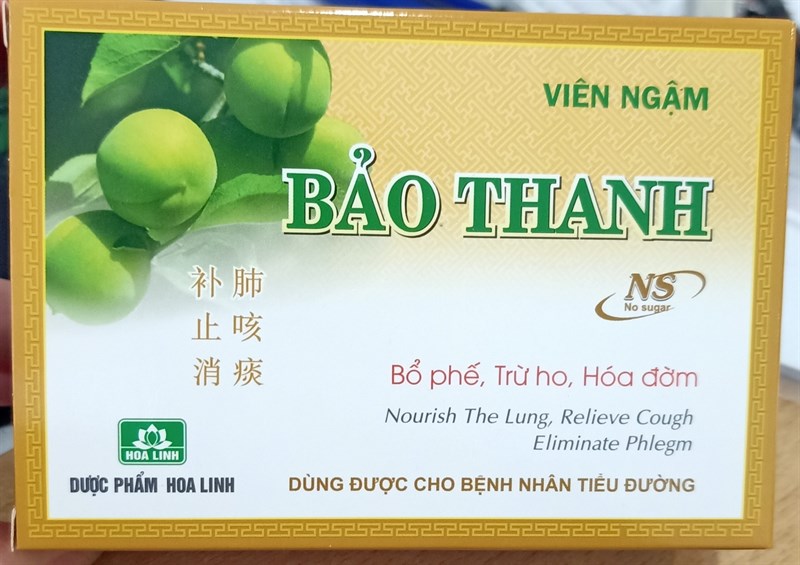 VIÊN NGẬM
BẢO THANH
NS
No sugar
补肺
止咳
消痰
Bổ phế, Trừ ho, Hóa đờm
Nourish The Lung, Relieve Cough
Eliminate Phlegm
HOA LINH
DƯỢC PHẨM HOA LINH
DÙNG ĐƯỢC CHO BỆNH NHÂN TIỂU ĐƯỜNG